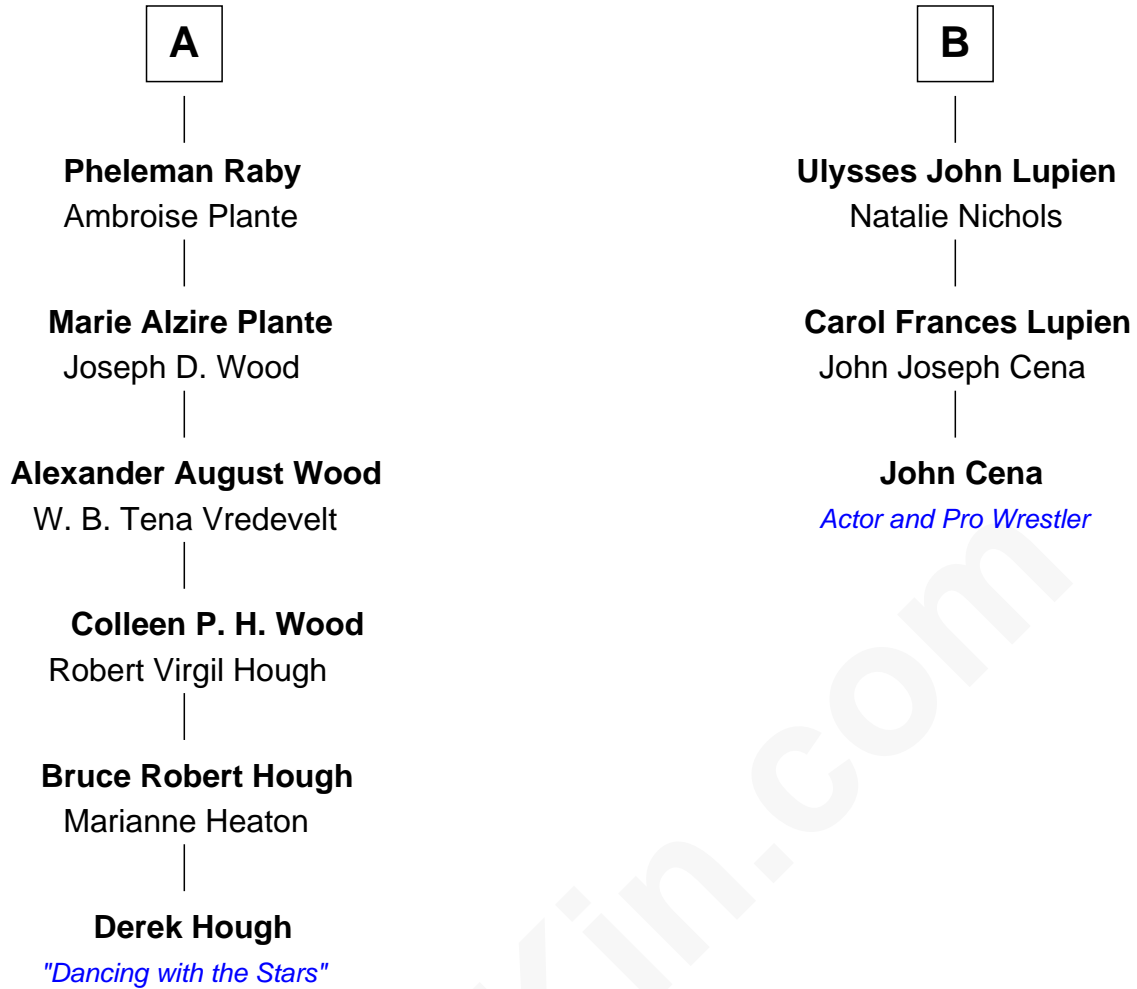 A
Pheleman Raby
Ambroise Plante
Marie Alzire Plante
Joseph D. Wood
Alexander August Wood
W. B. Tena Vredevelt
Colleen P. H. Wood
Robert Virgil Hough
Bruce Robert Hough
Marianne Heaton
Derek Hough
"Dancing with the Stars"
B
Ulysses John Lupien
Natalie Nichols
Carol Frances Lupien
John Joseph Cena
John Cena
Actor and Pro Wrestler
Kin.com